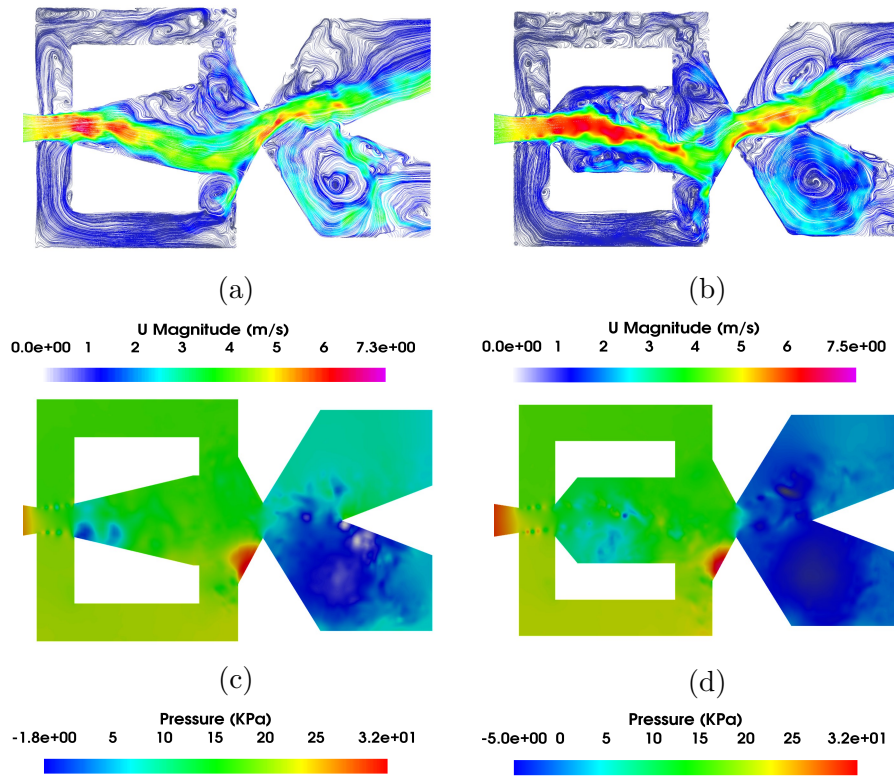 (a) (b)
U Magnitude (m/s) U Magnitude (m/s)
0.0e+00 1 2 3 4 5 6 7.3e+00 0.0e+00 1 2 3 4 5 6 7.5e+00
(c) (d)
Pressure (KPa) Pressure (KPa)
-1.8e+00 5 10 15 20 25 3.2e+01 -5.0e+00 0 5 10 15 20 25 3.2e+01